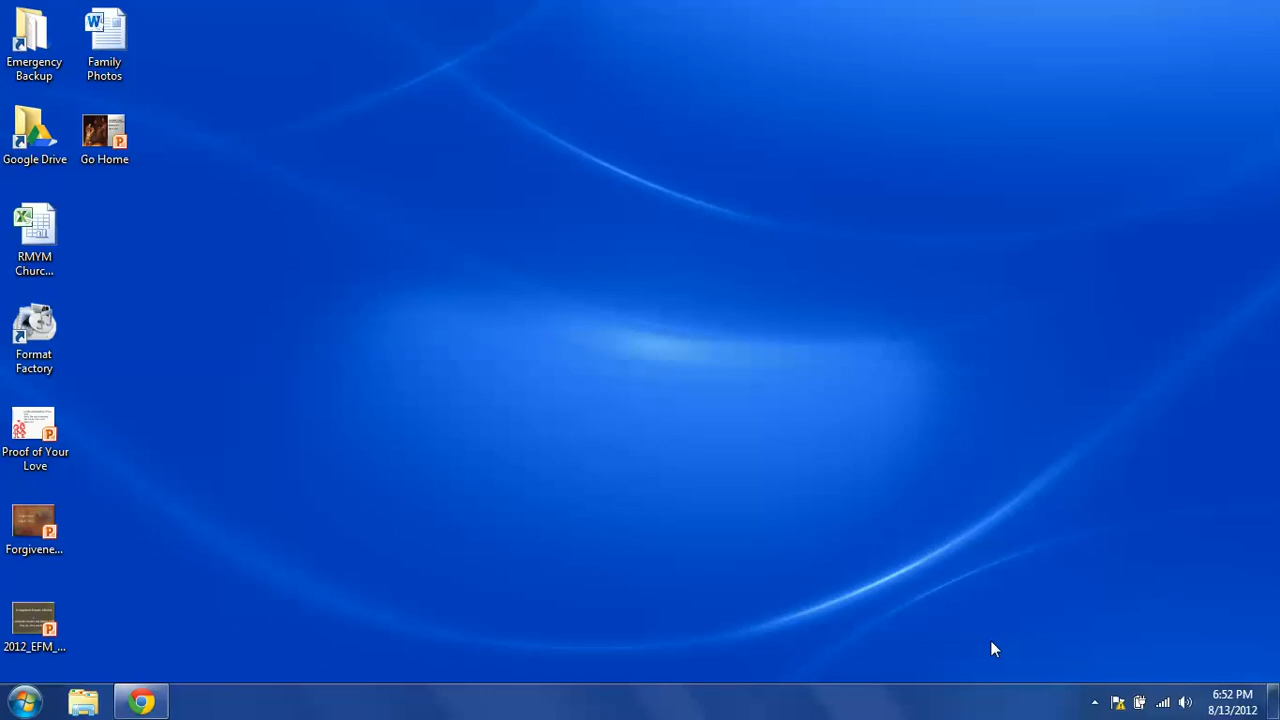 Emergency
Backup
Family
Photos
Google Drive
Go Home
RMYM
Churc...
Format
Factory
Proof of Your
Love
Forgivene...
2012_EFM_...
6:52 PM
8/13/2012